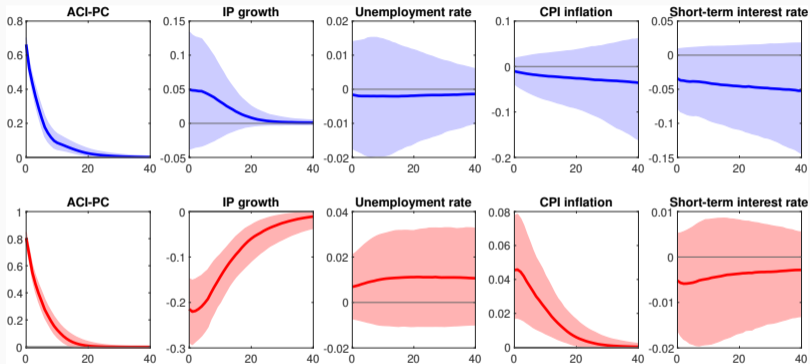 ACI-PC IP growth Unemployment rate CPI inflation Short-term interest rate
0.8 0.15 0.02 0.1 0.05
0.6 0.1 0.01 0 0
0.4 0.05 0 -0.05
0.2 0 -0.01 -0.1 -0.1
0 -0.05 -0.02 -0.2 -0.15
0 20 40 0 20 40 0 20 40 0 20 40 0 20 40
ACI-PC IP growth Unemployment rate CPI inflation Short-term interest rate
1 0 0.04 0.08 0.01
0.8 0.06
0.6 -0.1 0.02 0.04 0
0.4 -0.2 0 0.02 -0.01
0.2
0 -0.3 -0.02 0 -0.02
0 20 40 0 20 40 0 20 40 0 20 40 0 20 40